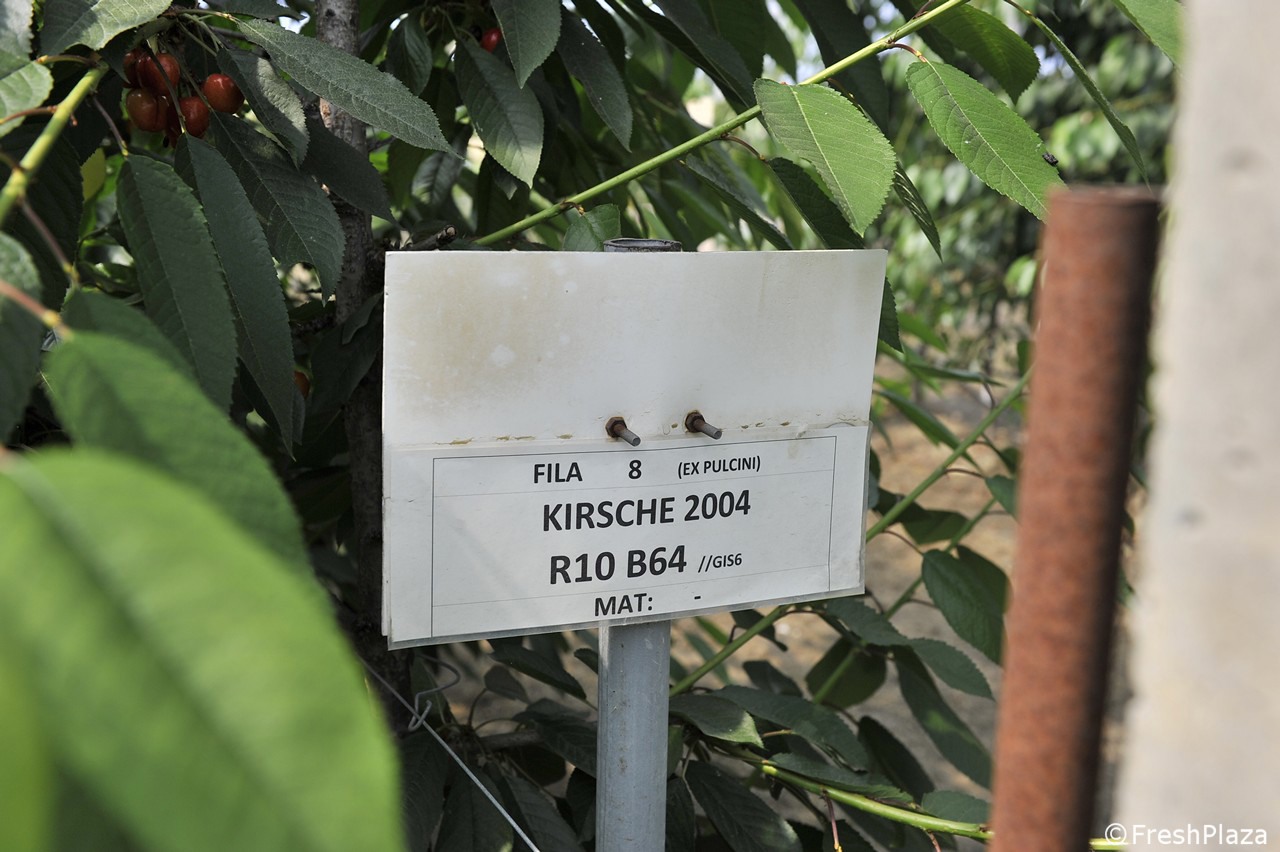 FILA 8 (EX PULCINI)
KIRSCHE 2004
R10 B64 //GIS6
MAT: -
©FreshPlaza